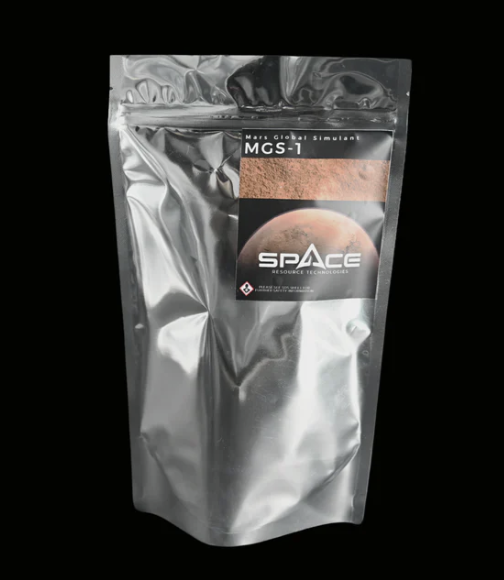 Mars Global Simulant
MGS-1
SPACE
RESOURCE TECHNOLOGIES